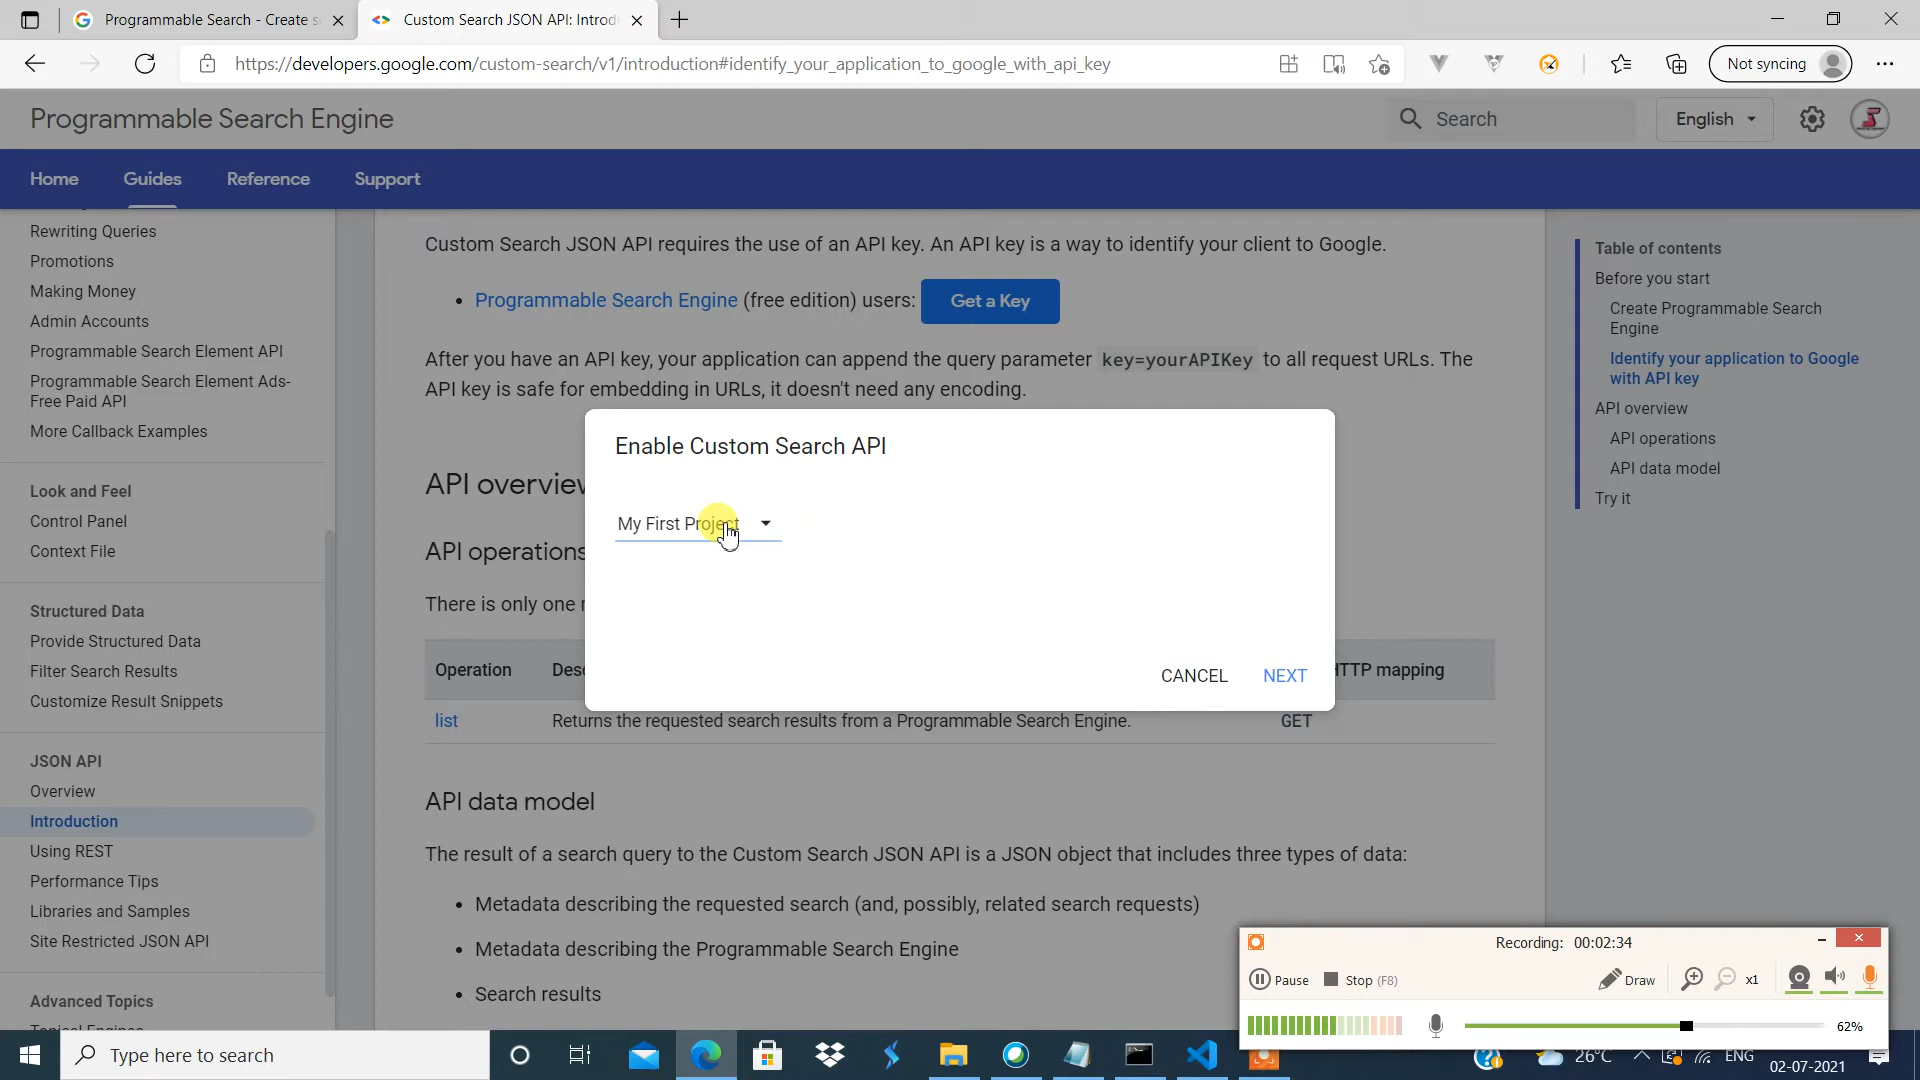 Programmable Search - Create s
Custom Search JSON API: Introd
https://developers.google.com/custom-search/v1/introduction#identify_your_application_to_google_with_api_key
Not syncing
Programmable Search Engine
Search
English
Home
Guides
Reference
Support
Rewriting Queries
Promotions
Making Money
Admin Accounts
Programmable Search Element API
Programmable Search Element Ads-
Free Paid API
More Callback Examples
Look and Feel
Control Panel
Context File
Structured Data
Provide Structured Data
Filter Search Results
Customize Result Snippets
JSON API
Overview
Introduction
Using REST
Performance Tips
Libraries and Samples
Site Restricted JSON API
Advanced Topics
Custom Search JSON API requires the use of an API key. An API key is a way to identify your client to Google.
• Programmable Search Engine (free edition) users: Get a Key
After you have an API key, your application can append the query parameter key=yourAPIKey to all request URLs. The
API key is safe for embedding in URLs, it doesn't need any encoding.
Enable Custom Search API
My First Project
CANCEL
NEXT
API overview
API operations
There is only one
Operation
HTTP mapping
list
Returns the requested search results from a Programmable Search Engine.
GET
API data model
The result of a search query to the Custom Search JSON API is a JSON object that includes three types of data:
• Metadata describing the requested search (and, possibly, related search requests)
• Metadata describing the Programmable Search Engine
• Search results
Table of contents
Before you start
Create Programmable Search
Engine
Identify your application to Google
with API key
API overview
API operations
API data model
Try it
Recording: 00:02:34
Pause
Stop (F8)
Draw
x1
62%
Type here to search
26°C
ENG
02-07-2021